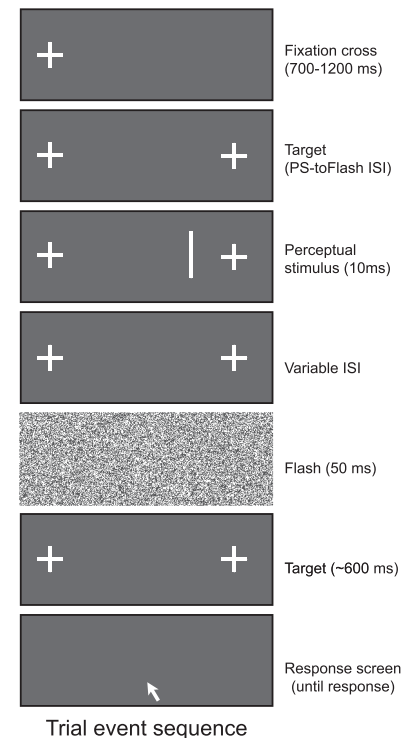 Fixation cross
(700-1200 ms)
Target
(PS-toFlash ISI)
Perceptual
stimulus (10ms)
Variable ISI
Flash (50 ms)
Target (~600 ms)
Response screen
(until response)
Trial event sequence